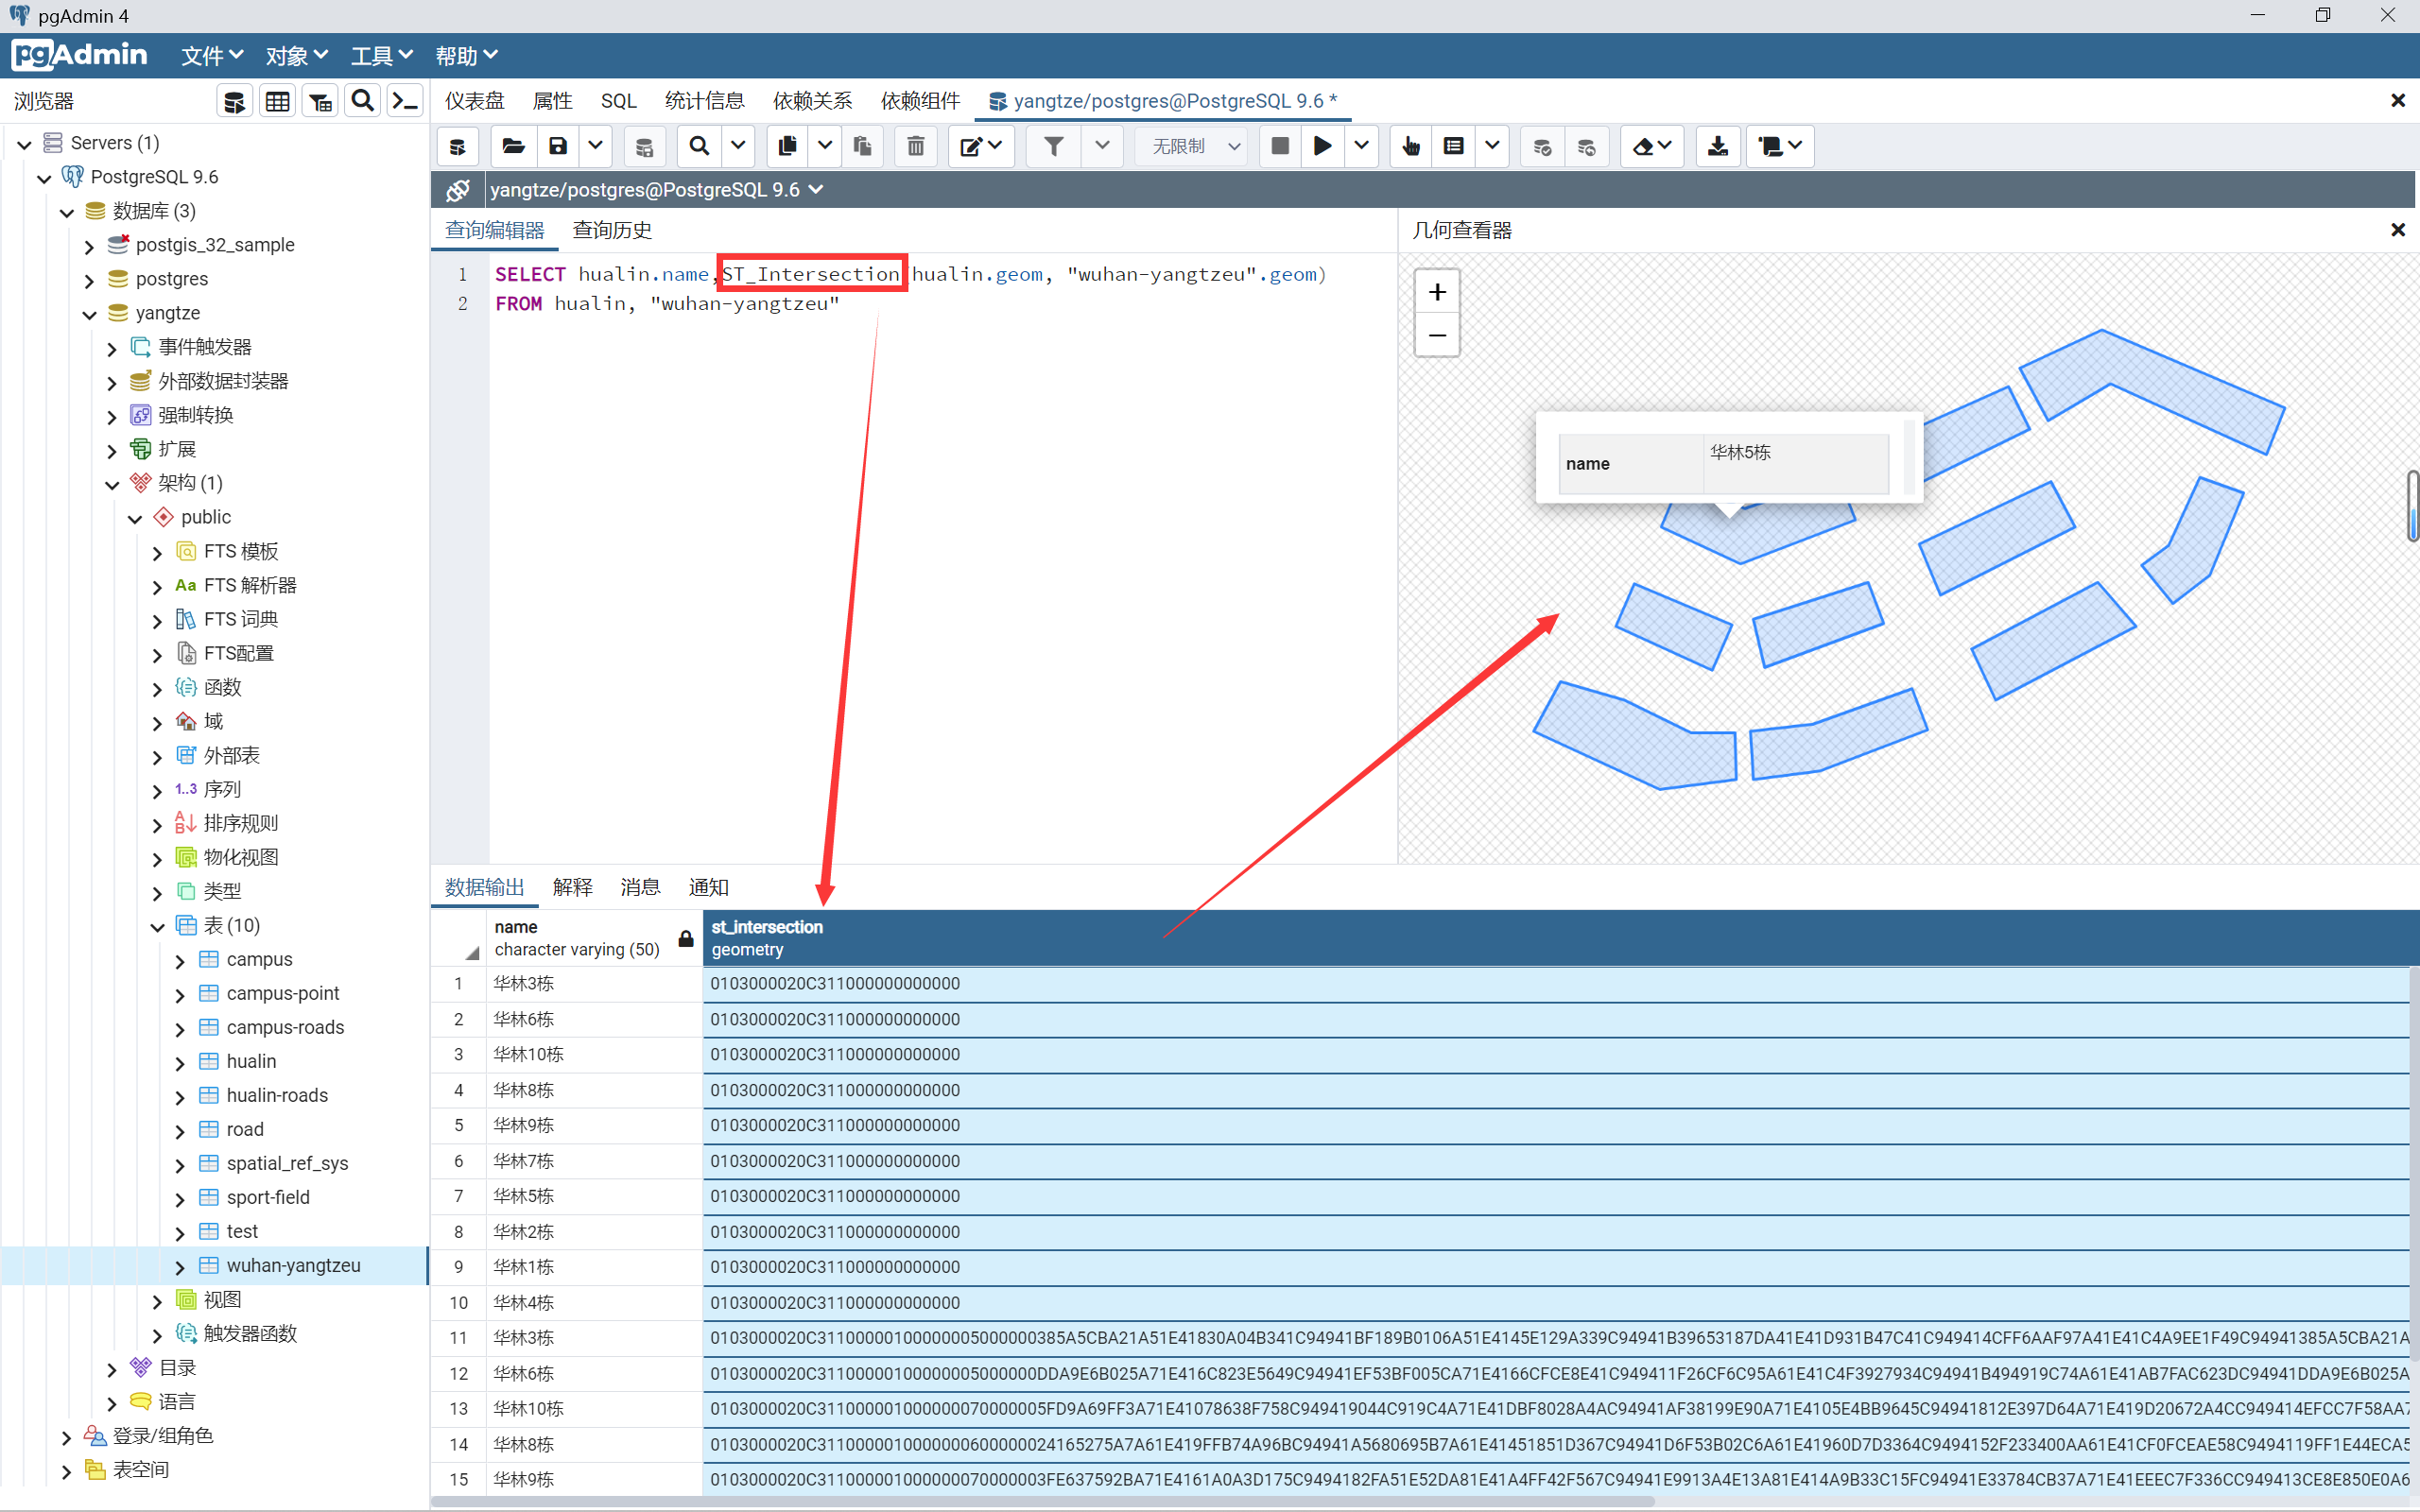 pgAdmin 4
pgAdmin 文件 对象 工具 帮助
浏览器
仪表盘 属性 SQL 统计信息 依赖关系 依赖组件 yangtze/postgres@PostgreSQL 9.6 *
无限制
yangtze/postgres@PostgreSQL 9.6
查询编辑器 查询历史
几何查看器
1 SELECT hualin.name,ST_Intersection(hualin.geom, "wuhan-yangtzeu".geom)
2 FROM hualin, "wuhan-yangtzeu"
+
−
name 华林5栋
Servers (1)
PostgreSQL 9.6
数据库 (3)
postgis_32_sample
postgres
yangtze
事件触发器
外部数据封装器
强制转换
扩展
架构 (1)
public
FTS 模板
Aa FTS 解析器
FTS 词典
FTS配置
函数
域
外部表
1..3 序列
排序规则
物化视图
类型
表 (10)
campus
campus-point
campus-roads
hualin
hualin-roads
road
spatial_ref_sys
sport-field
test
wuhan-yangtzeu
视图
触发器函数
目录
语言
登录/组角色
表空间
数据输出 解释 消息 通知
name
character varying (50)
st_intersection
geometry
1 华林3栋 0103000020C311000000000000
2 华林6栋 0103000020C311000000000000
3 华林10栋 0103000020C311000000000000
4 华林8栋 0103000020C311000000000000
5 华林9栋 0103000020C311000000000000
6 华林7栋 0103000020C311000000000000
7 华林5栋 0103000020C311000000000000
8 华林2栋 0103000020C311000000000000
9 华林1栋 0103000020C311000000000000
10 华林4栋 0103000020C311000000000000
11 华林3栋 0103000020C31100000100000005000000385A5CBA21A51E41830A04B341C94941BF189B0106A51E4145E129A339C94941B39653187DA41E41D931B47C41C949414CFF6AAF97A41E41C4A9EE1F49C94941385A5CBA21A
12 华林6栋 0103000020C31100000100000005000000DDA9E6B025A71E416C823E5649C94941EF53BF005CA71E4166CFCE8E41C949411F26CF6C95A61E41C4F3927934C94941B494919C74A61E41AB7FAC623DC94941DDA9E6B025A
13 华林10栋 0103000020C311000001000000070000005FD9A69FF3A71E41078638F758C949419044C919C4A71E41DBF8028A4AC94941AF38199E90A71E4105E4BB9645C94941812E397D64A71E419D20672A4CC949414EFCC7F58AA7
14 华林8栋 0103000020C3110000010000000600000024165275A7A61E419FFB74A96BC94941A5680695B7A61E41451851D367C94941D6F53B02C6A61E41960D7D3364C9494152F233400AA61E41CF0FCEAE58C9494119FF1E44ECA5
15 华林9栋 0103000020C311000001000000070000003FE637592BA71E4161A0A3D175C9494182FA51E52DA81E41A4FF42F567C94941E9913A4E13A81E414A9B33C15FC94941E33784CB37A71E41EEEC7F336CC949413CE8E850E0A6